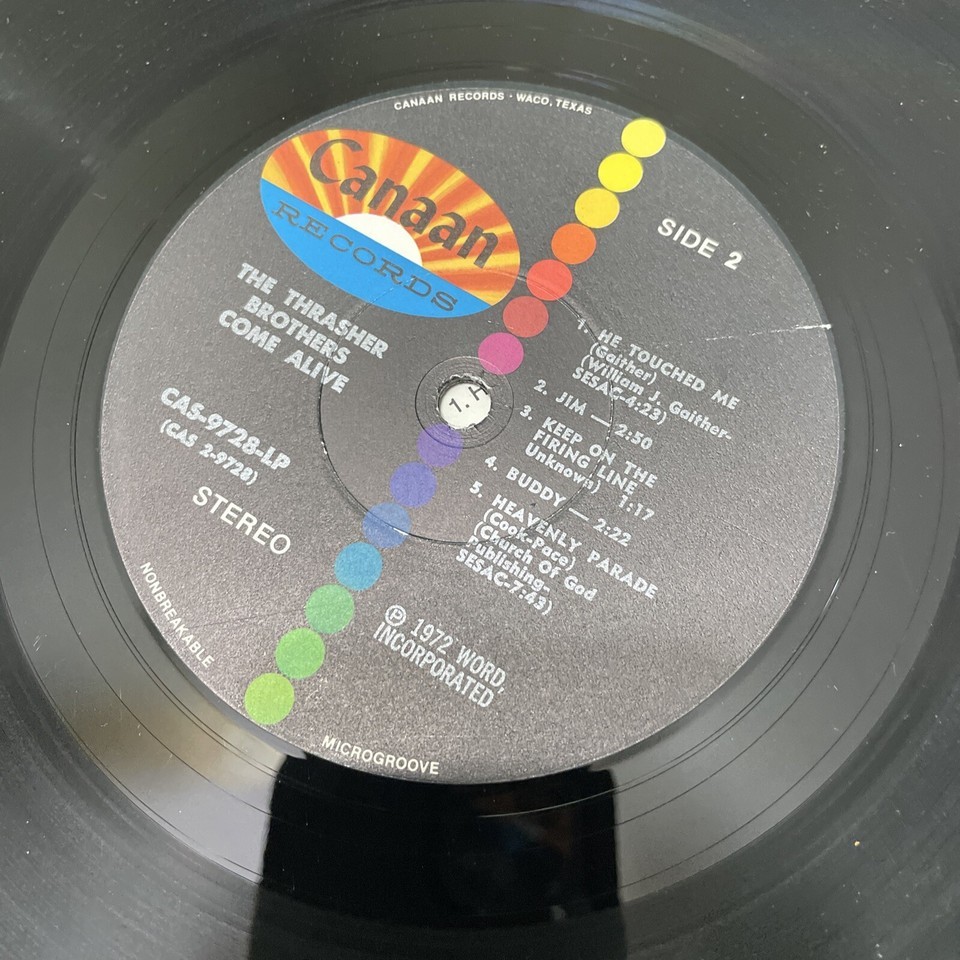 CANAAN RECORDS · WACO, TEXAS
Canaan
RECORDS
SIDE 2
THE THRASHER
BROTHERS
COME ALIVE
CAS-9728-LP
(CAS 2-9728)
STEREO
1. HE TOUCHED ME
(Gaither)
(William J. Gaither-
SESAC-4:23)
2. JIM — 2:50
3. KEEP ON THE
FIRING LINE
Unknown) 1:17
4. BUDDY — 2:22
5. HEAVENLY PARADE
(Cook-Pace)
(Church Of God
Publishing-
SESAC-7:43)
Ⓟ 1972 WORD,
INCORPORATED
NONBREAKABLE
MICROGROOVE